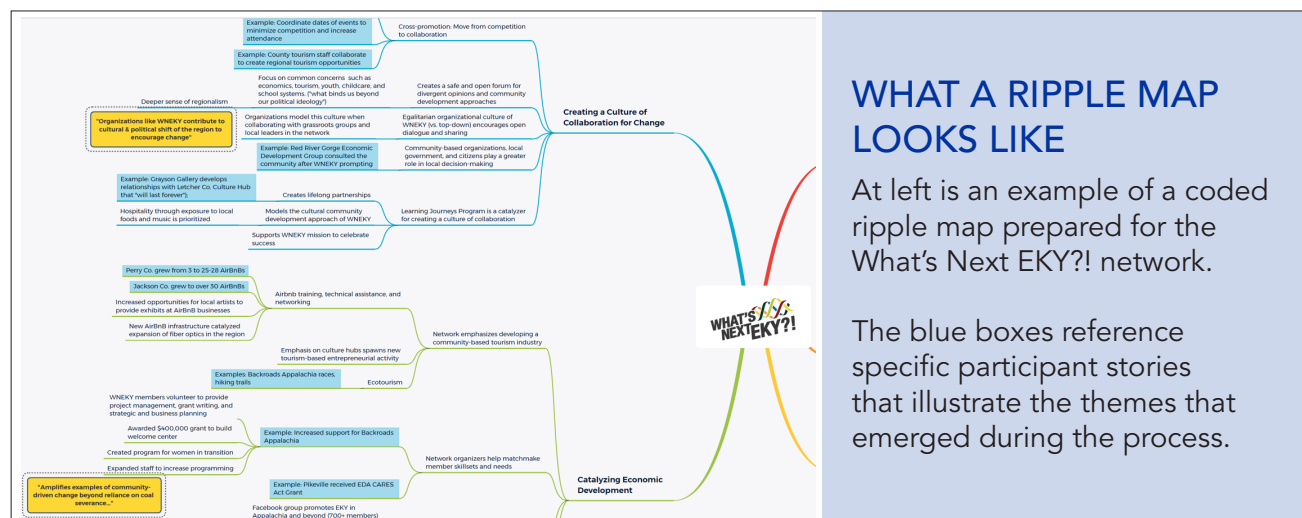 Example: Coordinate dates of events to
minimize competition and increase
attendance
Cross-promotion: Move from competition
to collaboration
Example: County tourism staff collaborate
to create regional tourism opportunities
Deeper sense of regionalism
Focus on common concerns such as
economics, tourism, youth, childcare, and
school systems. ("what binds us beyond
our political ideology")
Creates a safe and open forum for
divergent opinions and community
development approaches
"Organizations like WNEKY contribute to
cultural & political shift of the region to
encourage change"
Organizations model this culture when
collaborating with grassroots groups and
local leaders in the network
Egalitarian organizational culture of
WNEKY (vs. top-down) encourages open
dialogue and sharing
Creating a Culture of
Collaboration for Change
Example: Red River Gorge Economic
Development Group consulted the
community after WNEKY prompting
Community-based organizations, local
government, and citizens play a greater
role in local decision-making
Example: Grayson Gallery develops
relationships with Letcher Co. Culture Hub
that "will last forever"),
Creates lifelong partnerships
Hospitality through exposure to local
foods and music is prioritized
Models the cultural community
development approach of WNEKY
Learning Journeys Program is a catalyzer
for creating a culture of collaboration
Supports WNEKY mission to celebrate
success
Perry Co. grew from 3 to 25-28 AirBnBs
Jackson Co. grew to over 30 AirBnBs
Increased opportunities for local artists to
provide exhibits at AirBnB businesses
New AirBnB infrastructure catalyzed
expansion of fiber optics in the region
Airbnb training, technical assistance, and
networking
Network emphasizes developing a
community-based tourism industry
Emphasis on culture hubs spawns new
tourism-based entrepreneurial activity
Examples: Backroads Appalachia races,
hiking trails
Ecotourism
WNEKY members volunteer to provide
project management, grant writing, and
strategic and business planning
Awarded $400,000 grant to build
welcome center
Created program for women in transition
Expanded staff to increase programming
Example: Increased support for Backroads
Appalachia
Network organizers help matchmake
member skillsets and needs
Example: Pikeville received EDA CARES
Act Grant
"Amplifies examples of community-
driven change beyond reliance on coal
severance..."
Catalyzing Economic
Development
Facebook group promotes EKY in
Appalachia and beyond (700+ members)
WHAT'S
NEXT EKY?!
WHAT A RIPPLE MAP
LOOKS LIKE
At left is an example of a coded
ripple map prepared for the
What's Next EKY?! network.
The blue boxes reference
specific participant stories
that illustrate the themes that
emerged during the process.